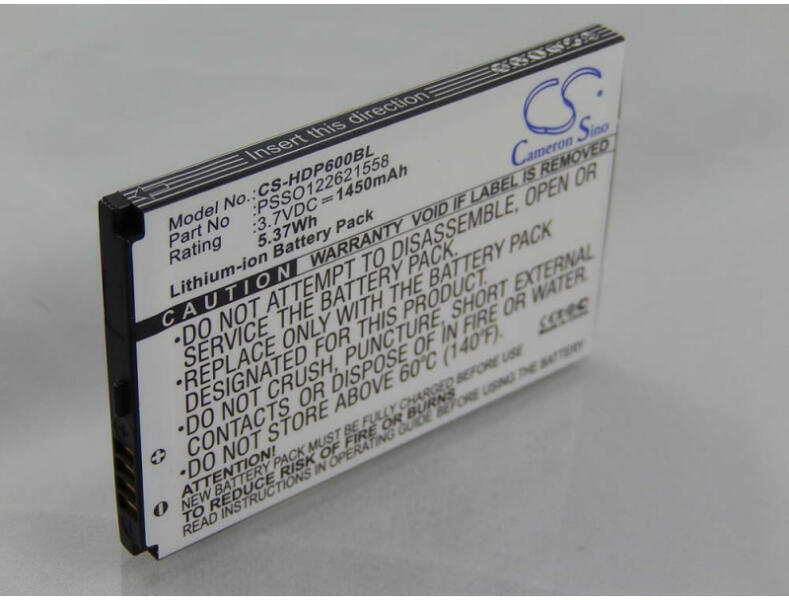 Insert this direction
CS
Cameron Sino
Model No. : CS-HDP600BL
Part No : PSSO122621558
Rating : 3.7VDC 1450mAh
5.37Wh
Lithium-ion Battery Pack
CAUTION WARRANTY VOID IF LABEL REMOVED
•DO NOT ATTEMPT TO DISASSEMBLE, OPEN OR
SERVICE THE BATTERY PACK.
•REPLACE ONLY WITH THE BATTERY PACK
DESIGNATED FOR YOUR PRODUCT.
•DO NOT CRUSH, PUNCTURE, SHORT EXTERNAL
CONTACTS, OR DISPOSE OF IN FIRE OR WATER.
•DO NOT STORE ABOVE 60°C (140°F)
ATTENTION!
NEW BATTERY PACK MUST BE FULLY CHARGED BEFORE USE
TO REDUCE RISK OF FIRE OR BURNS
READ INSTRUCTIONS IN OPERATING GUIDE BEFORE USING BATTERY PACK